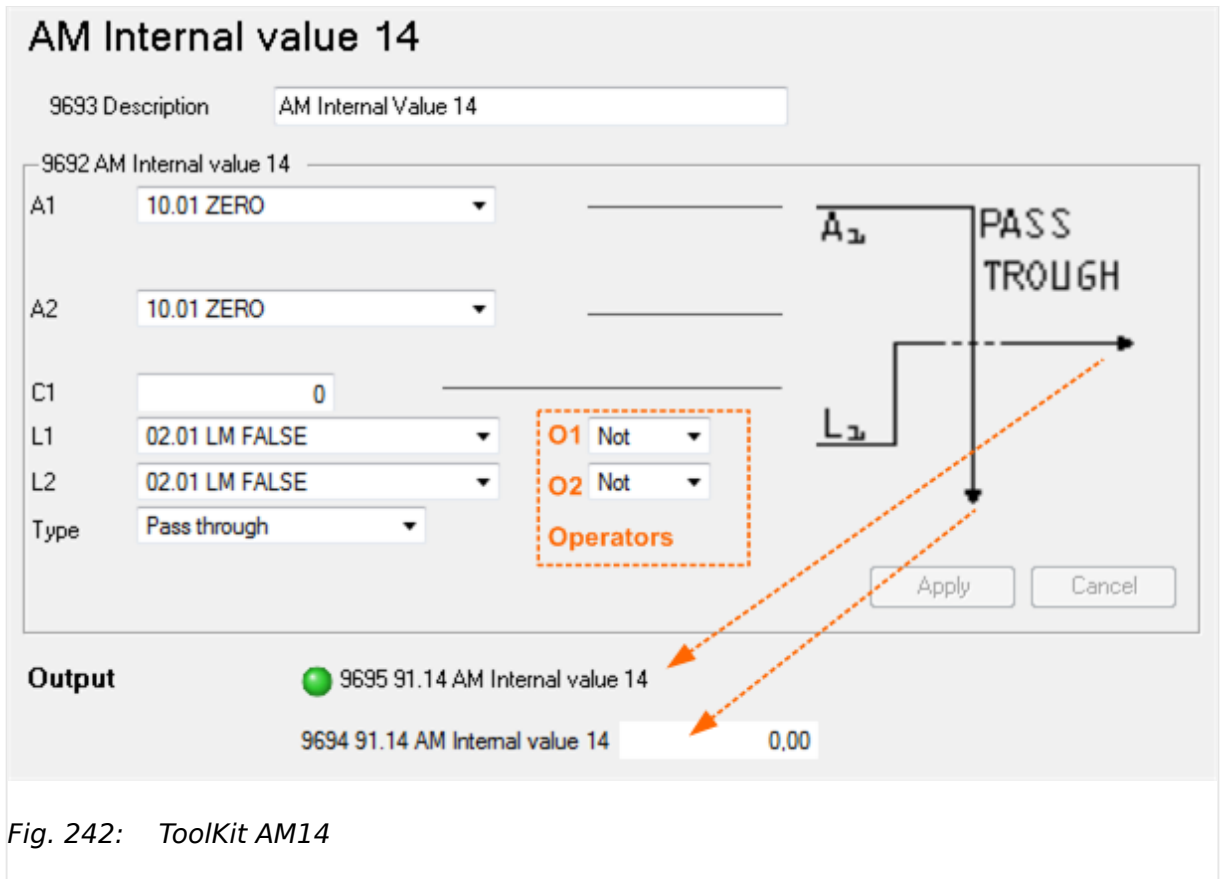 AM Internal value 14
9693 Description AM Internal Value 14
9692 AM Internal value 14
A1 10.01 ZERO
A1 PASS
TROUGH
A2 10.01 ZERO
C1 0
L1 02.01 LM FALSE O1 Not L1
L2 02.01 LM FALSE O2 Not
Type Pass through Operators
Apply Cancel
Output 9695 91.14 AM Internal value 14
9694 91.14 AM Internal value 14 0,00
Fig. 242: ToolKit AM14